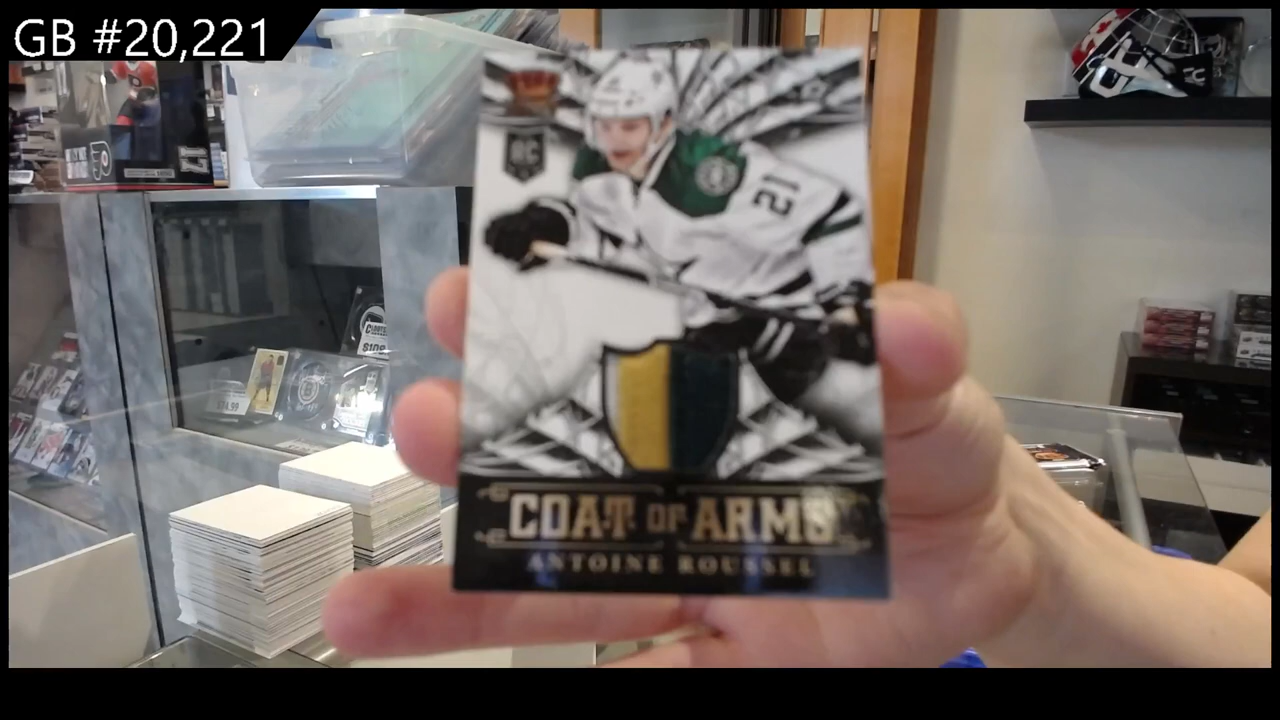 GB #20,221
RC
21
COAT OF ARMS
ANTOINE ROUSSEL